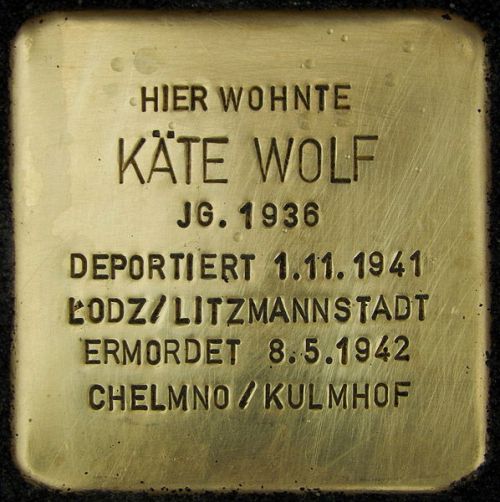 HIER WOHNTE
KÄTE WOLF
JG. 1936
DEPORTIERT 1.11.1941
ŁODZ/LITZMANNSTADT
ERMORDET 8.5.1942
CHELMNO/KULMHOF